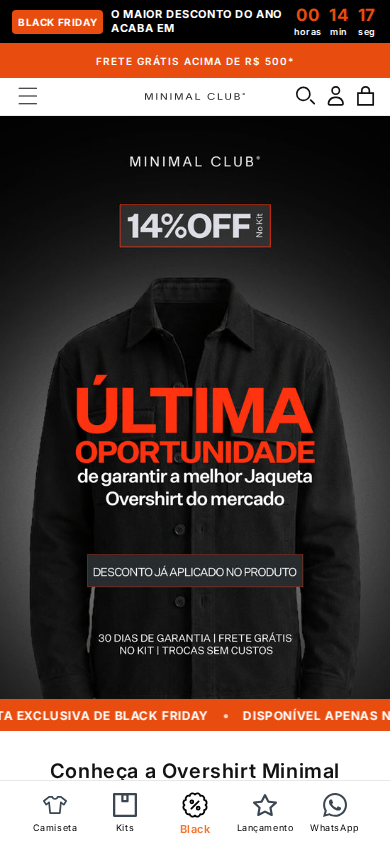 BLACK FRIDAY
O MAIOR DESCONTO DO ANO
ACABA EM
00 14 17
horas min seg
FRETE GRÁTIS ACIMA DE R$ 500*
MINIMAL CLUB®
MINIMAL CLUB®
14%OFF No Kit
ÚLTIMA
OPORTUNIDADE
de garantir a melhor Jaqueta
Overshirt do mercado
DESCONTO JÁ APLICADO NO PRODUTO
30 DIAS DE GARANTIA | FRETE GRÁTIS
NO KIT | TROCAS SEM CUSTOS
TA EXCLUSIVA DE BLACK FRIDAY • DISPONÍVEL APENAS N
Conheça a Overshirt Minimal
Camiseta Kits Black Lançamento WhatsApp